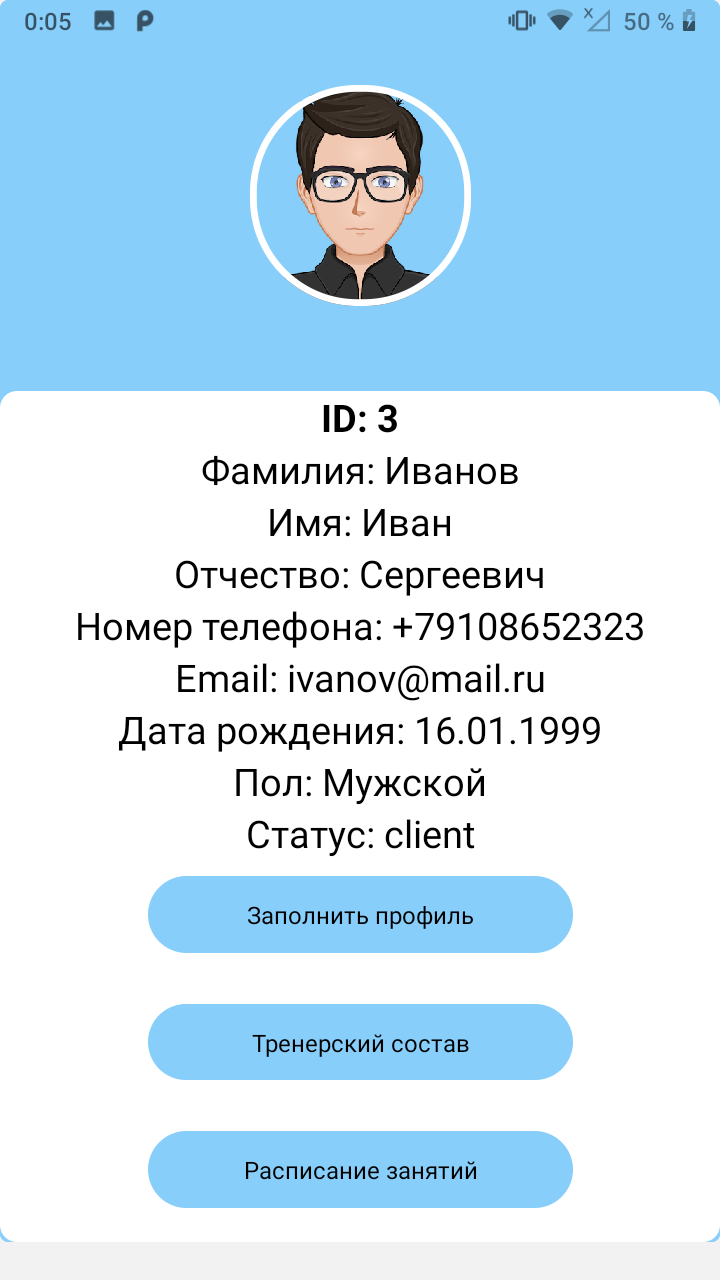 0:05 50 %
ID: 3
Фамилия: Иванов
Имя: Иван
Отчество: Сергеевич
Номер телефона: +79108652323
Email: ivanov@mail.ru
Дата рождения: 16.01.1999
Пол: Мужской
Статус: client
Заполнить профиль
Тренерский состав
Расписание занятий